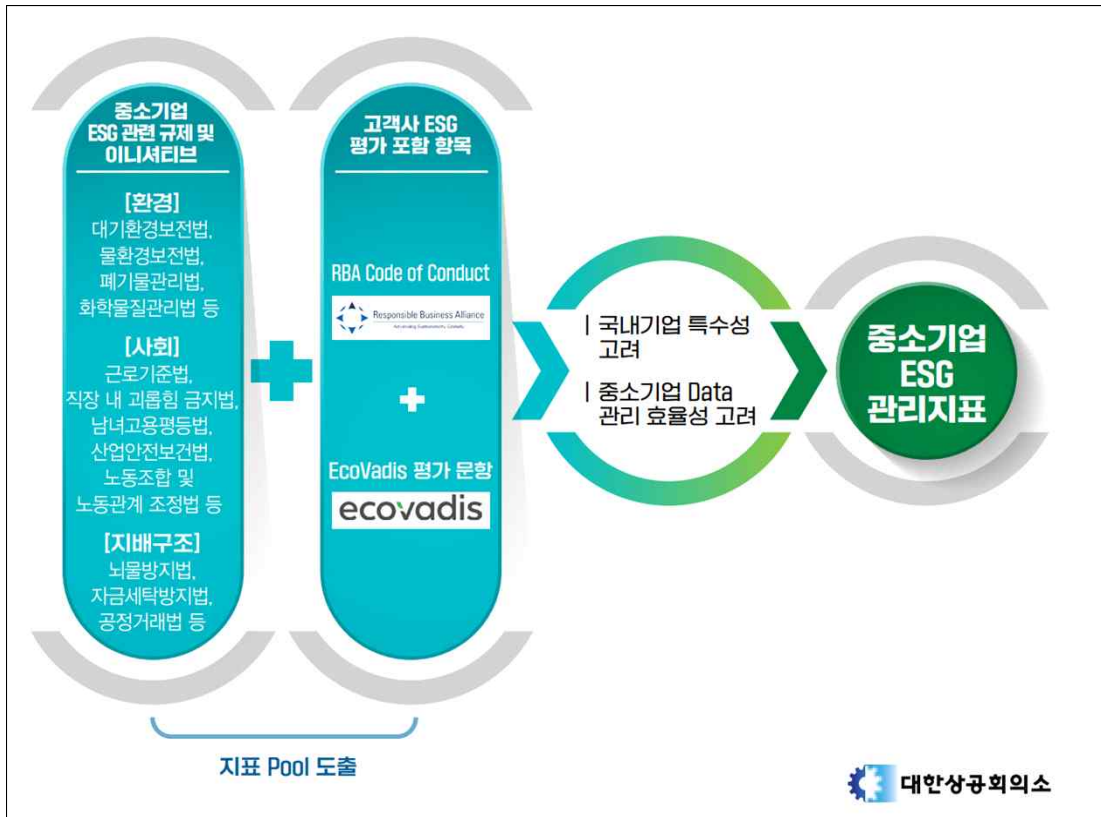 중소기업
ESG 관련 규제 및
이니셔티브
[환경]
대기환경보전법,
물환경보전법,
폐기물관리법,
화학물질관리법 등
[사회]
근로기준법,
직장 내 괴롭힘 금지법,
남녀고용평등법,
산업안전보건법,
노동조합 및
노동관계 조정법 등
[지배구조]
뇌물방지법,
자금세탁방지법,
공정거래법 등
고객사 ESG
평가 포함 항목
RBA Code of Conduct
Responsible Business Alliance
Advancing Sustainability Globally
EcoVadis 평가 문항
ecovadis
지표 Pool 도출
| 국내기업 특수성
고려
| 중소기업 Data
관리 효율성 고려
중소기업
ESG
관리지표
대한상공회의소